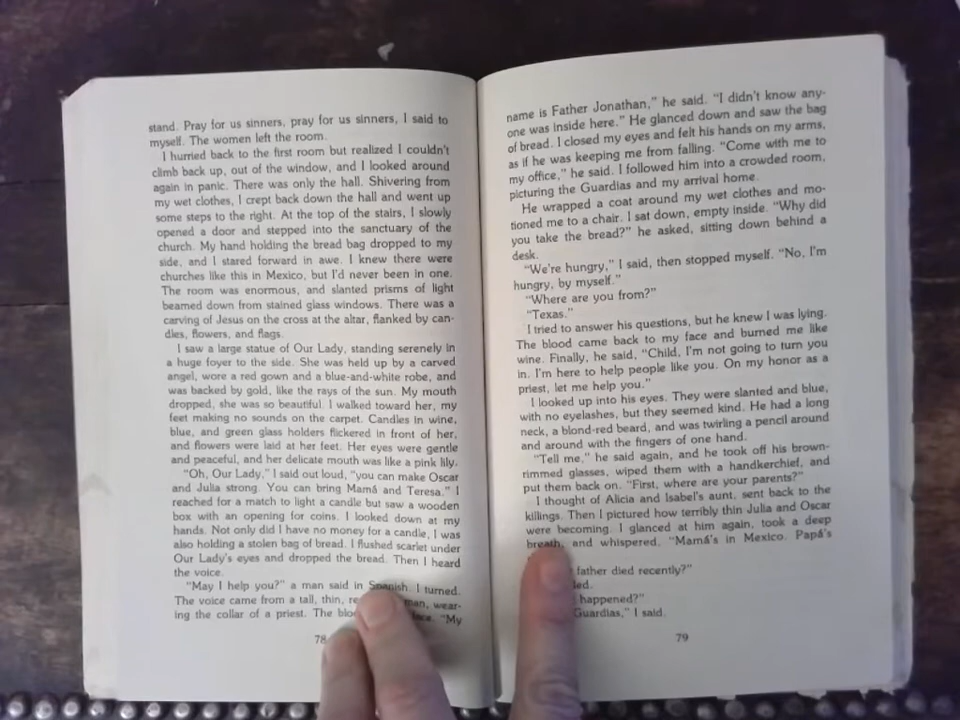 stand. Pray for us sinners, pray for us sinners, I said to
myself. The women left the room.
I hurried back to the first room but realized I couldn't
climb back up, out of the window, and I looked around
again in panic. There was only the hall. Shivering from
my wet clothes, I crept back down the hall and went up
some steps to the right. At the top of the stairs, I slowly
opened a door and stepped into the sanctuary of the
church. My hand holding the bread bag dropped to my
side, and I stared forward in awe. I knew there were
churches like this in Mexico, but I'd never been in one.
The room was enormous, and slanted prisms of light
beamed down from stained glass windows. There was a
carving of Jesus on the cross at the altar, flanked by can-
dles, flowers, and flags.
I saw a large statue of Our Lady, standing serenely in
a huge foyer to the side. She was held up by a carved
angel, wore a red gown and a blue-and-white robe, and
was backed by gold, like the rays of the sun. My mouth
dropped, she was so beautiful. I walked toward her, my
feet making no sounds on the carpet. Candles in wine,
blue, and green glass holders flickered in front of her,
and flowers were laid at her feet. Her eyes were gentle
and peaceful, and her delicate mouth was like a pink lily.
"Oh, Our Lady," I said out loud, "you can make Oscar
and Julia strong. You can bring Mamá and Teresa." I
reached for a match to light a candle but saw a wooden
box with an opening for coins. I looked down at my
hands. Not only did I have no money for a candle, I was
also holding a stolen bag of bread. I flushed scarlet under
Our Lady's eyes and dropped the bread. Then I heard
the voice.
"May I help you?" a man said in Spanish. I turned.
The voice came from a tall, thin, man, wear-
ing the collar of a priest. The "My
78
name is Father Jonathan," he said. "I didn't know any-
one was inside here." He glanced down and saw the bag
of bread. I closed my eyes and felt his hands on my arms,
as if he was keeping me from falling. "Come with me to
my office," he said. I followed him into a crowded room,
picturing the Guardias and my arrival home.
He wrapped a coat around my wet clothes and mo-
tioned me to a chair. I sat down, empty inside. "Why did
you take the bread?" he asked, sitting down behind a
desk.
"We're hungry," I said, then stopped myself. "No, I'm
hungry, by myself."
"Where are you from?"
"Texas."
I tried to answer his questions, but he knew I was lying.
The blood came back to my face and burned me like
wine. Finally, he said, "Child, I'm not going to turn you
in. I'm here to help people like you. On my honor as a
priest, let me help you."
I looked up into his eyes. They were slanted and blue,
with no eyelashes, but they seemed kind. He had a long
neck, a blond-red beard, and was twirling a pencil around
and around with the fingers of one hand.
"Tell me," he said again, and he took off his brown-
rimmed glasses, wiped them with a handkerchief, and
put them back on. "First, where are your parents?"
I thought of Alicia and Isabel's aunt, sent back to the
killings. Then I pictured how terribly thin Julia and Oscar
were becoming. I glanced at him again, took a deep
breath, and whispered, "Mamá's in Mexico. Papá's
father died recently?"
happened?"
Guardias," I said.
79